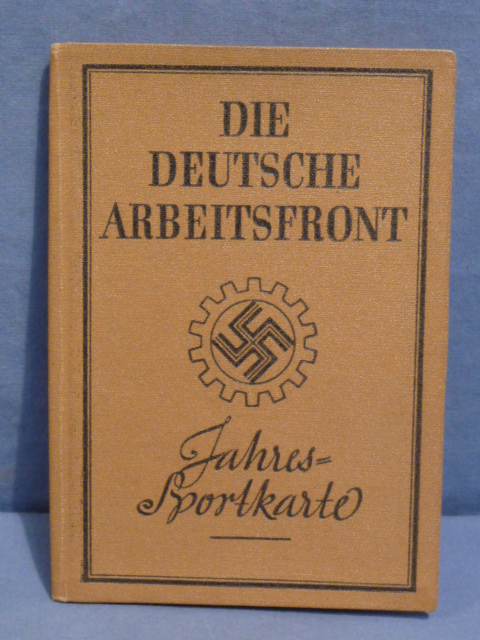 DIE
DEUTSCHE
ARBEITSFRONT
Jahres=
Sportkarte